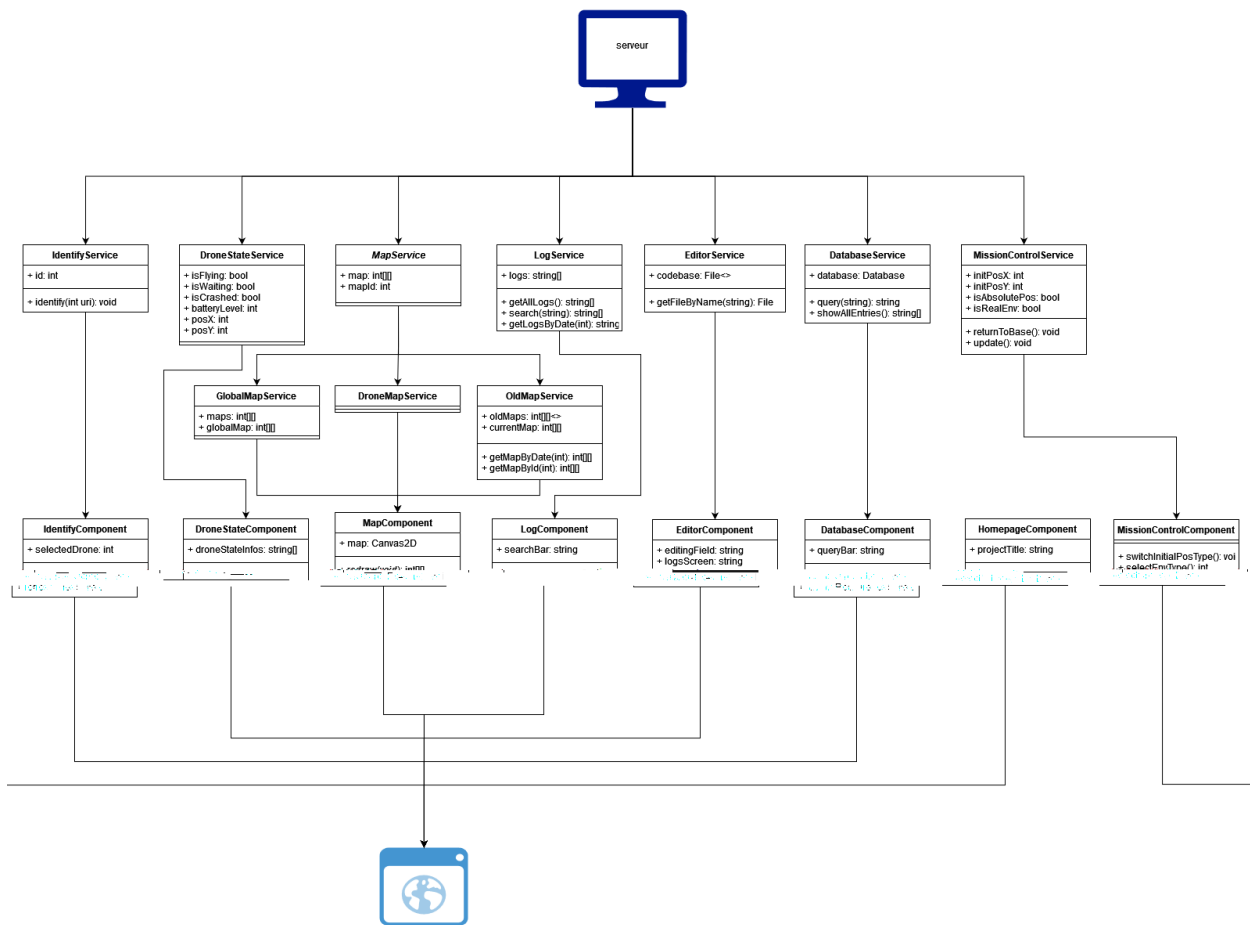 serveur
IdentifyService
+ id: int
+ identify(int uri): void
DroneStateService
+ isFlying: bool
+ isWaiting: bool
+ isCrashed: bool
+ batteryLevel: int
+ posX: int
+ posY: int
MapService
+ map: int[][]
+ mapId: int
LogService
+ logs: string[]
+ getAllLogs(): string[]
+ search(string): string[]
+ getLogsByDate(int): string
EditorService
+ codebase: File<>
+ getFileByName(string): File
DatabaseService
+ database: Database
+ query(string): string
+ showAllEntries(): string[]
MissionControlService
+ initPosX: int
+ initPosY: int
+ isAbsolutePos: bool
+ isRealEnv: bool
+ returnToBase(): void
+ update(): void
GlobalMapService
+ maps: int[][]
+ globalMap: int[][]
DroneMapService
OldMapService
+ oldMaps: int[][]<>
+ currentMap: int[][]
+ getMapByDate(int): int[][]
+ getMapById(int): int[][]
IdentifyComponent
+ selectedDrone: int
DroneStateComponent
+ droneStateInfos: string[]
MapComponent
+ map: Canvas2D
LogComponent
+ searchBar: string
EditorComponent
+ editingField: string
+ logsScreen: string
DatabaseComponent
+ queryBar: string
HomepageComponent
+ projectTitle: string
MissionControlComponent
+ switchInitialPosType(): voi
+ selectEnvType(): int